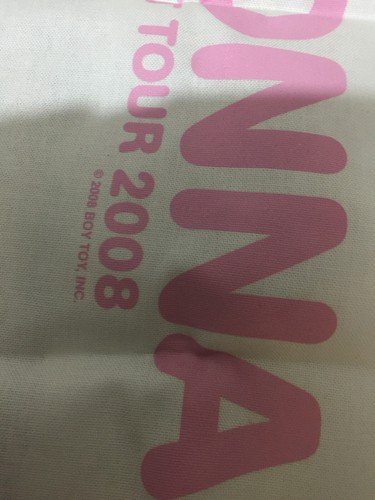 ONNA
Y TOUR 2008
© 2008 BOY TOY, INC.